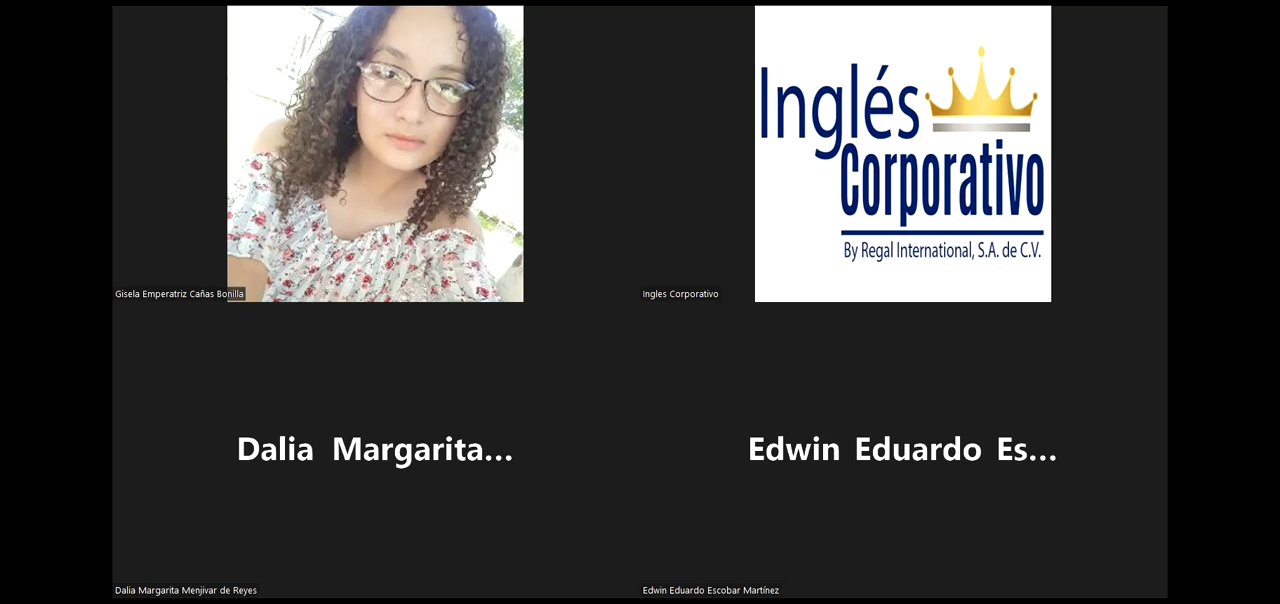 Inglés
Corporativo
By Regal International, S.A. de C.V.
Gisela Emperatriz Cañas Bonilla
Ingles Corporativo
Dalia Margarita...
Edwin Eduardo Es...
Dalia Margarita Menjivar de Reyes
Edwin Eduardo Escobar Martínez